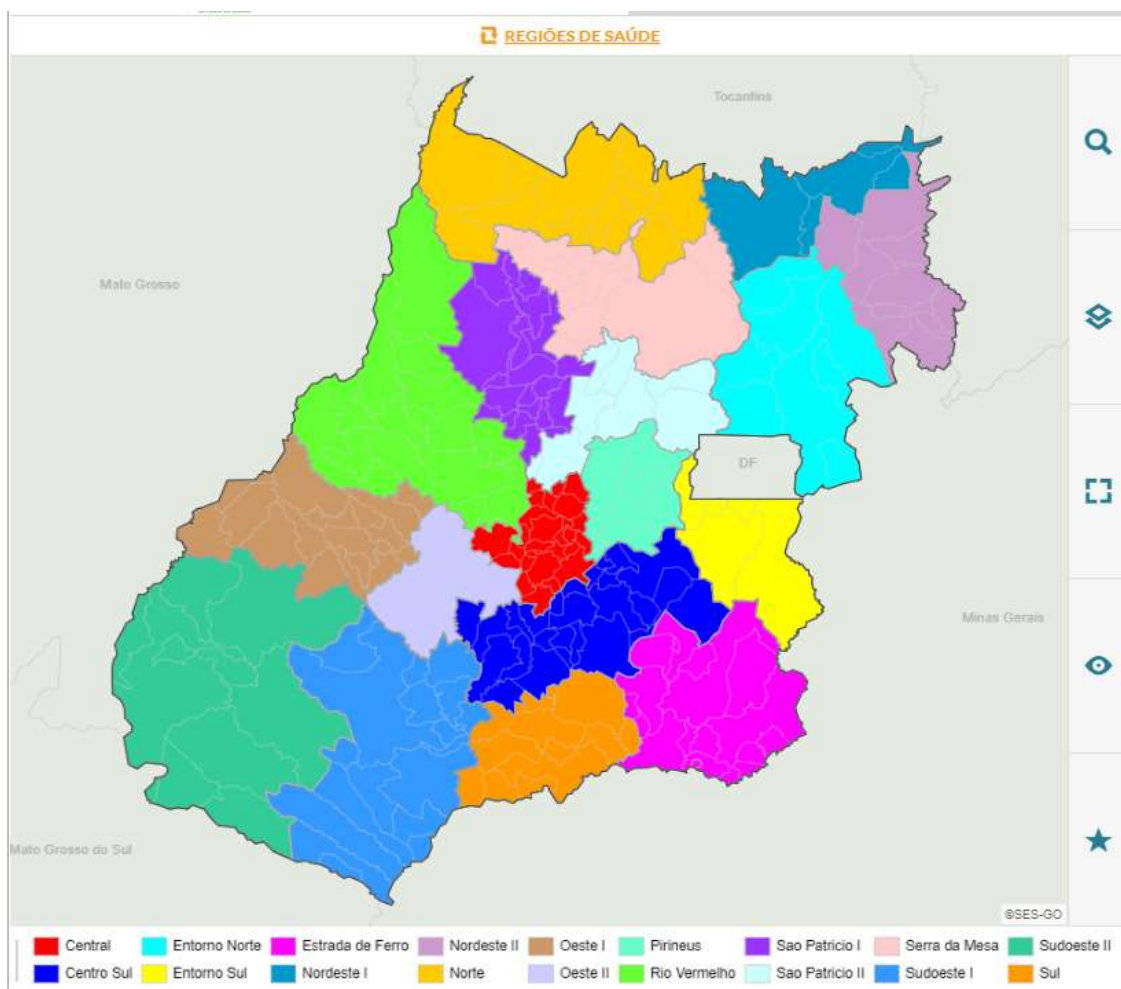 REGIÕES DE SAÚDE
Tocantins
Mato Grosso
DF
Minas Gerais
Mato Grosso do Sul
©SES-GO
Central Entorno Norte Estrada de Ferro Nordeste II Oeste I Pirineus Sao Patricio I Serra da Mesa Sudoeste II
Centro Sul Entorno Sul Nordeste I Norte Oeste II Rio Vermelho Sao Patricio II Sudoeste I Sul